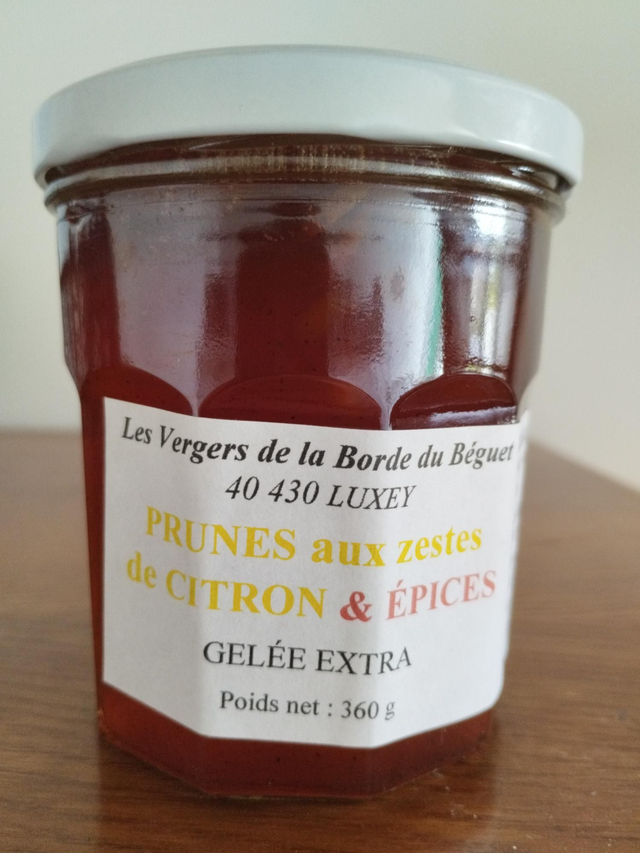 Les Vergers de la Borde du Béguet
40 430 LUXEY
PRUNES aux zestes
de CITRON & ÉPICES
GELÉE EXTRA
Poids net : 360 g